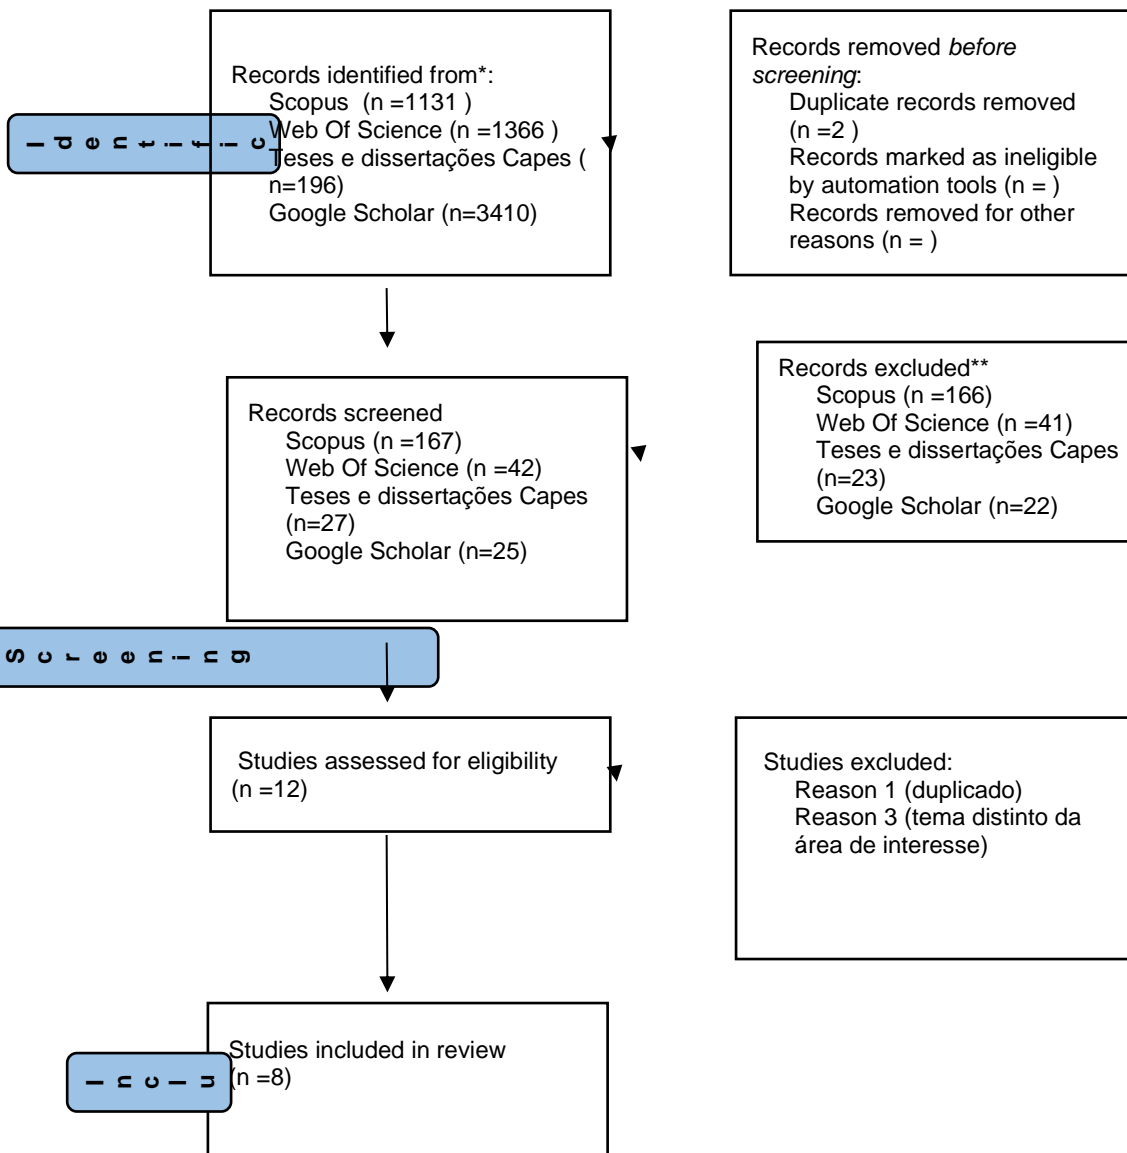 Records identified from*:
Scopus (n =1131 )
Web Of Science (n =1366 )
Teses e dissertações Capes (
n=196)
Google Scholar (n=3410)
Records removed before
screening:
Duplicate records removed
(n =2 )
Records marked as ineligible
by automation tools (n = )
Records removed for other
reasons (n = )
Identific
Records screened
Scopus (n =167)
Web Of Science (n =42)
Teses e dissertações Capes
(n=27)
Google Scholar (n=25)
Records excluded**
Scopus (n =166)
Web Of Science (n =41)
Teses e dissertações Capes
(n=23)
Google Scholar (n=22)
Screening
Studies assessed for eligibility
(n =12)
Studies excluded:
Reason 1 (duplicado)
Reason 3 (tema distinto da
área de interesse)
Studies included in review
(n =8)
Inclu